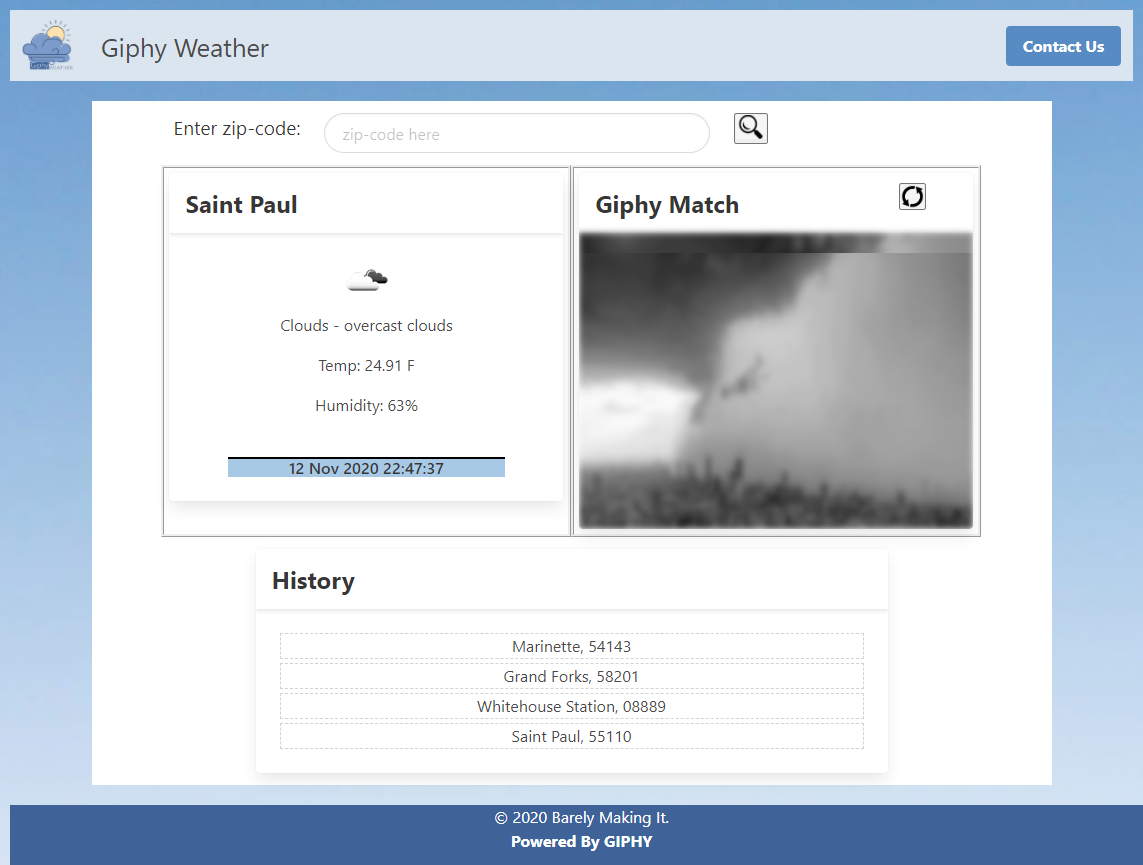 Giphy Weather
Contact Us
Enter zip-code:
zip-code here
Saint Paul
Clouds - overcast clouds
Temp: 24.91 F
Humidity: 63%
12 Nov 2020 22:47:37
Giphy Match
History
Marinette, 54143
Grand Forks, 58201
Whitehouse Station, 08889
Saint Paul, 55110
© 2020 Barely Making It.
Powered By GIPHY